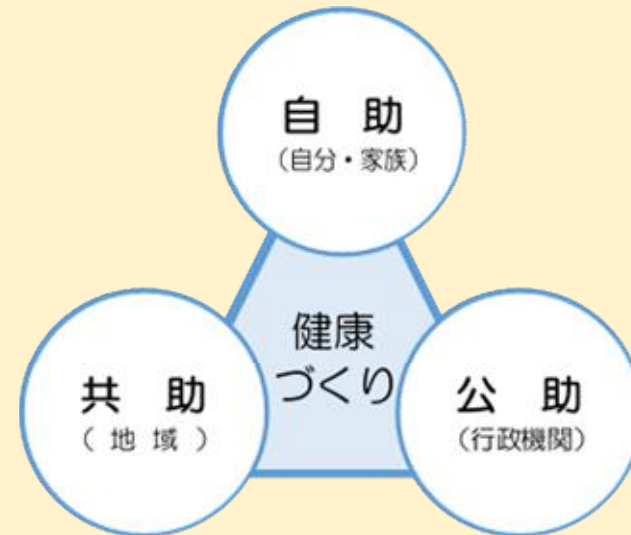 自助
(自分・家族)
健康
づくり
共助
(地域)
公助
(行政機関)